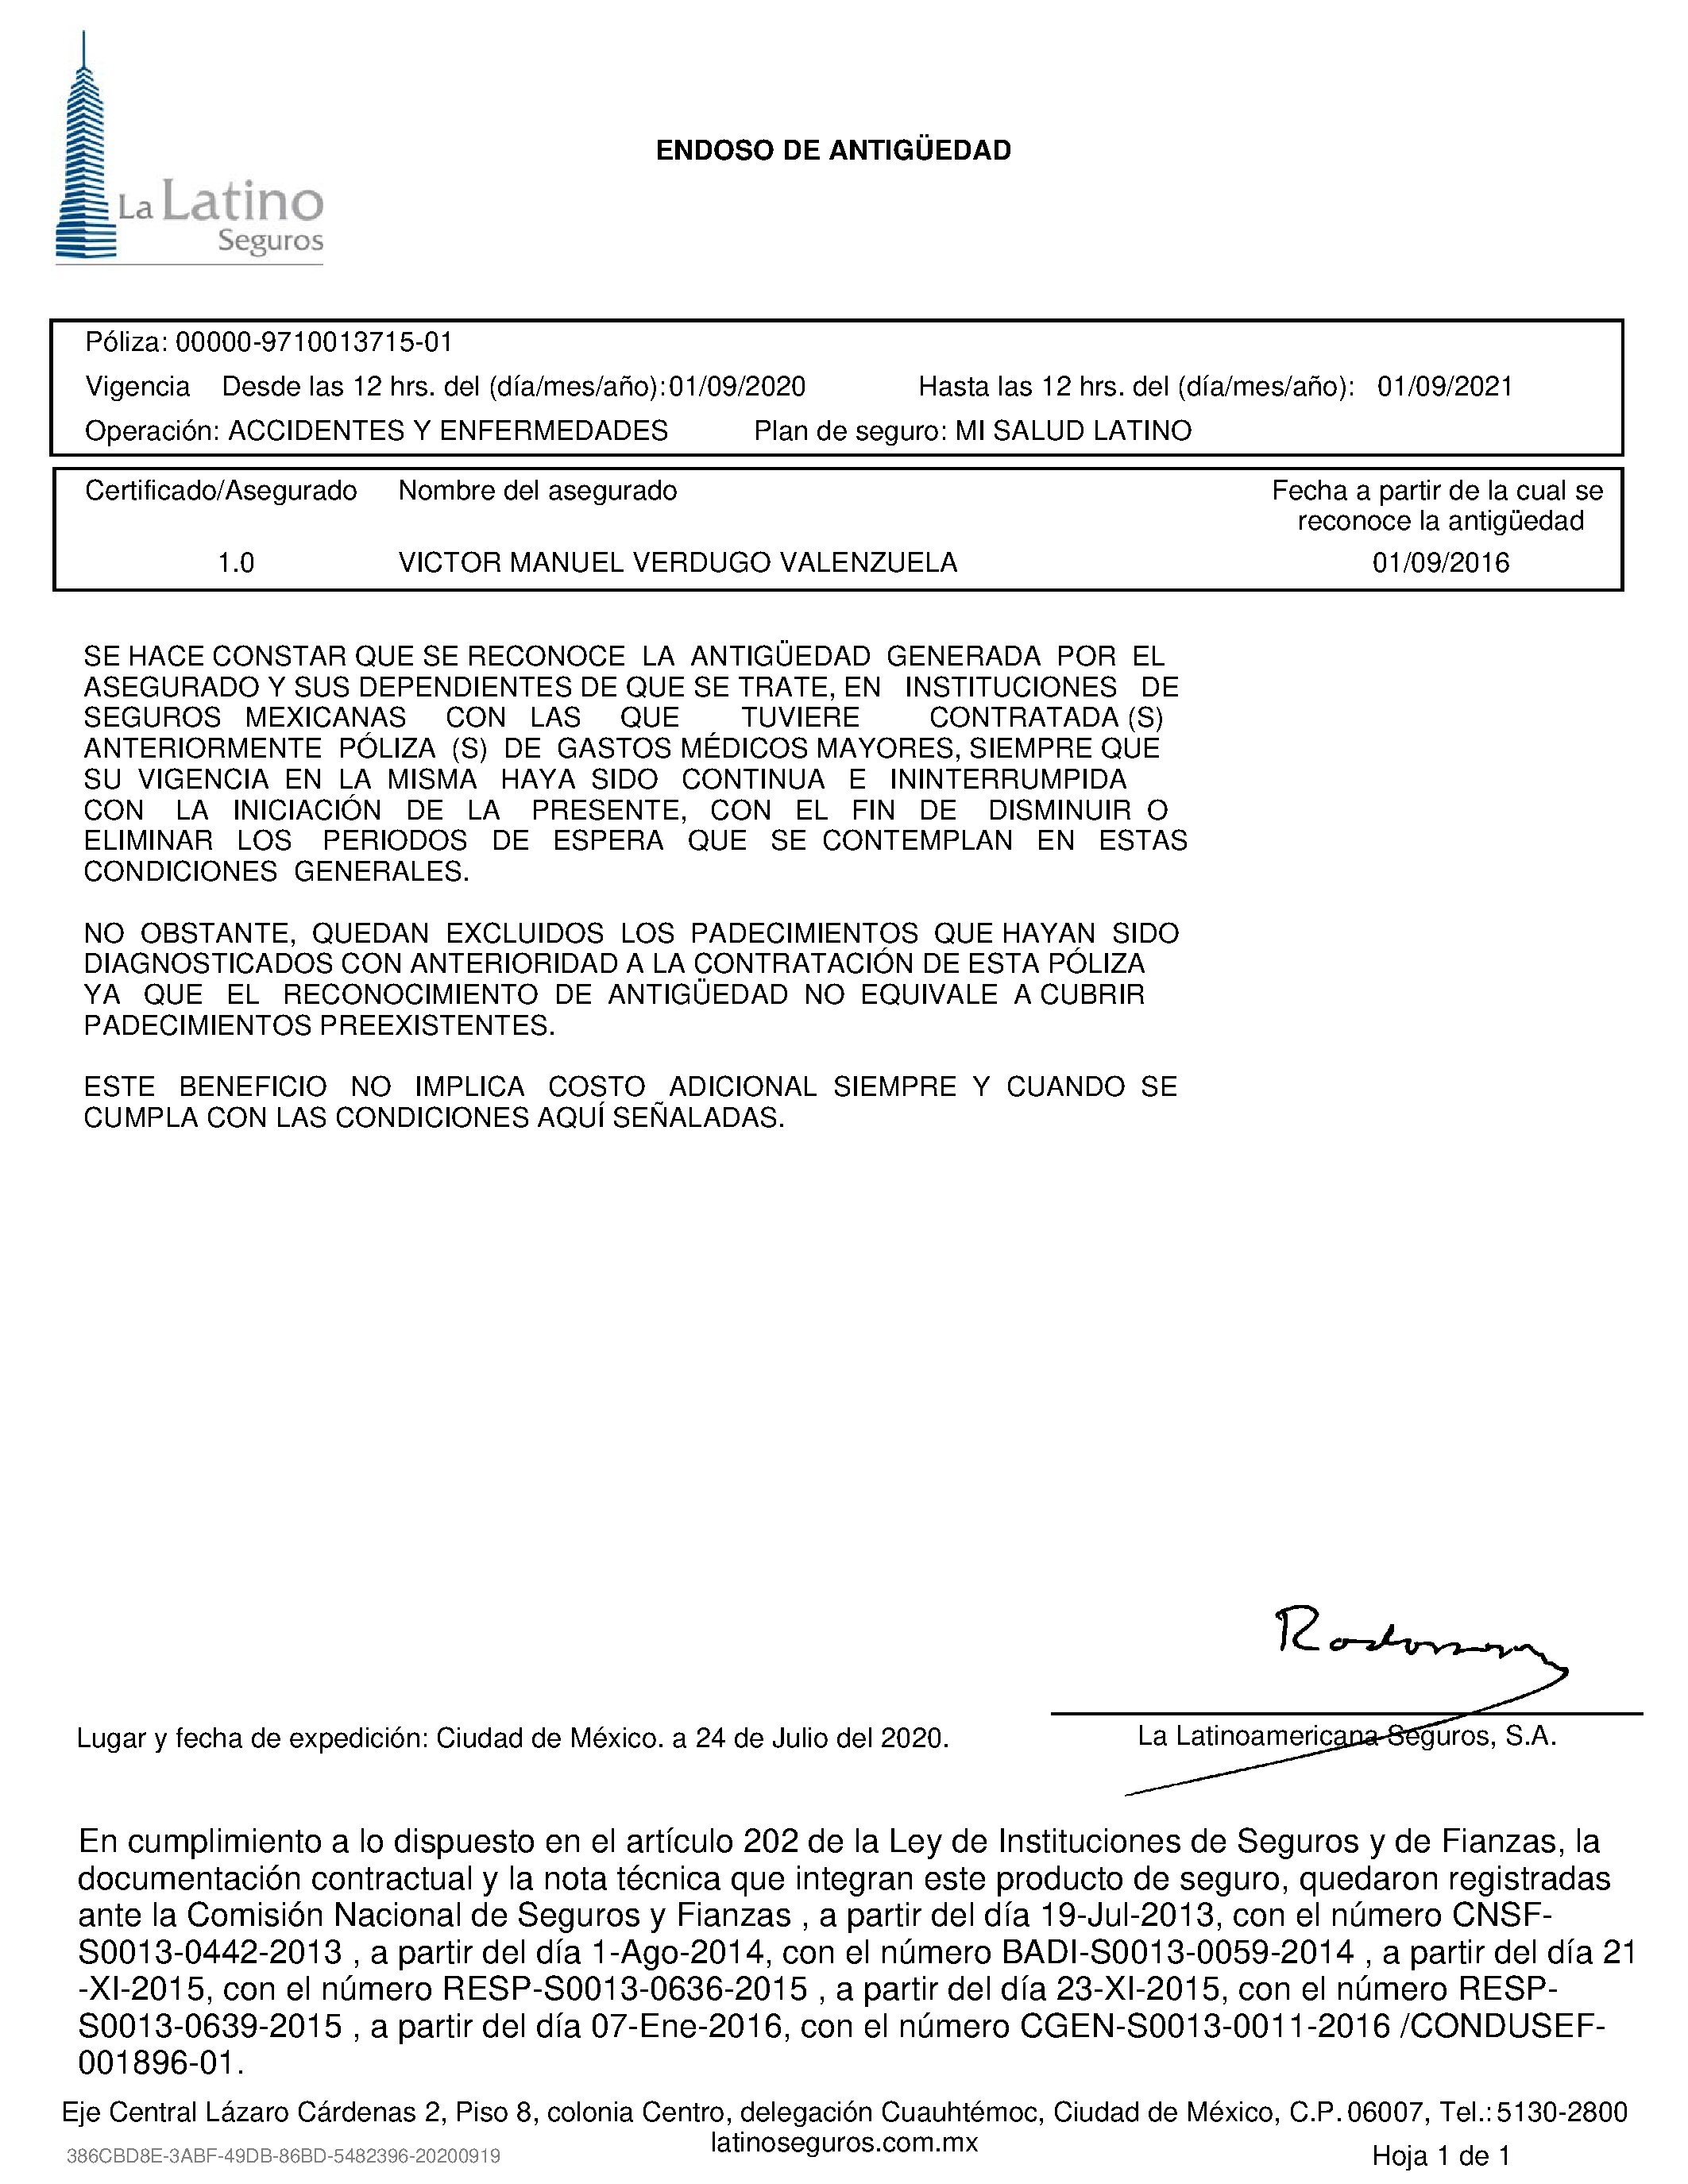 La Latino
Seguros
ENDOSO DE ANTIGÜEDAD
Póliza: 00000-9710013715-01
Vigencia Desde las 12 hrs. del (día/mes/año): 01/09/2020 Hasta las 12 hrs. del (día/mes/año): 01/09/2021
Operación: ACCIDENTES Y ENFERMEDADES Plan de seguro: MI SALUD LATINO
Certificado/Asegurado Nombre del asegurado Fecha a partir de la cual se
reconoce la antigüedad
1.0 VICTOR MANUEL VERDUGO VALENZUELA 01/09/2016
SE HACE CONSTAR QUE SE RECONOCE LA ANTIGÜEDAD GENERADA POR EL
ASEGURADO Y SUS DEPENDIENTES DE QUE SE TRATE, EN INSTITUCIONES DE
SEGUROS MEXICANAS CON LAS QUE TUVIERE CONTRATADA (S)
ANTERIORMENTE PÓLIZA (S) DE GASTOS MÉDICOS MAYORES, SIEMPRE QUE
SU VIGENCIA EN LA MISMA HAYA SIDO CONTINUA E ININTERRUMPIDA
CON LA INICIACIÓN DE LA PRESENTE, CON EL FIN DE DISMINUIR O
ELIMINAR LOS PERIODOS DE ESPERA QUE SE CONTEMPLAN EN ESTAS
CONDICIONES GENERALES.
NO OBSTANTE, QUEDAN EXCLUIDOS LOS PADECIMIENTOS QUE HAYAN SIDO
DIAGNOSTICADOS CON ANTERIORIDAD A LA CONTRATACIÓN DE ESTA PÓLIZA
YA QUE EL RECONOCIMIENTO DE ANTIGÜEDAD NO EQUIVALE A CUBRIR
PADECIMIENTOS PREEXISTENTES.
ESTE BENEFICIO NO IMPLICA COSTO ADICIONAL SIEMPRE Y CUANDO SE
CUMPLA CON LAS CONDICIONES AQUÍ SEÑALADAS.
Lugar y fecha de expedición: Ciudad de México. a 24 de Julio del 2020.
La Latinoamericana Seguros, S.A.
En cumplimiento a lo dispuesto en el artículo 202 de la Ley de Instituciones de Seguros y de Fianzas, la
documentación contractual y la nota técnica que integran este producto de seguro, quedaron registradas
ante la Comisión Nacional de Seguros y Fianzas , a partir del día 19-Jul-2013, con el número CNSF-
S0013-0442-2013 , a partir del día 1-Ago-2014, con el número BADI-S0013-0059-2014 , a partir del día 21
-XI-2015, con el número RESP-S0013-0636-2015 , a partir del día 23-XI-2015, con el número RESP-
S0013-0639-2015 , a partir del día 07-Ene-2016, con el número CGEN-S0013-0011-2016 /CONDUSEF-
001896-01.
Eje Central Lázaro Cárdenas 2, Piso 8, colonia Centro, delegación Cuauhtémoc, Ciudad de México, C.P. 06007, Tel.: 5130-2800
latinoseguros.com.mx
386CBD8E-3ABF-49DB-86BD-5482396-20200919
Hoja 1 de 1